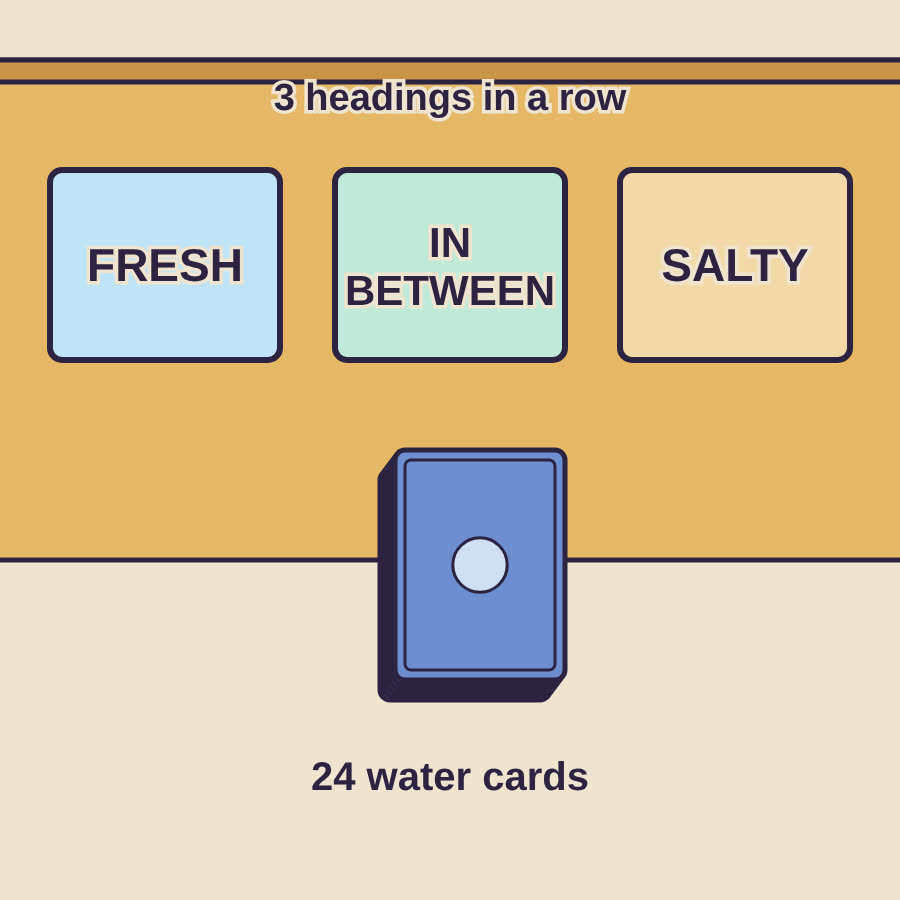 3 headings in a row
FRESH
IN
BETWEEN
SALTY
24 water cards